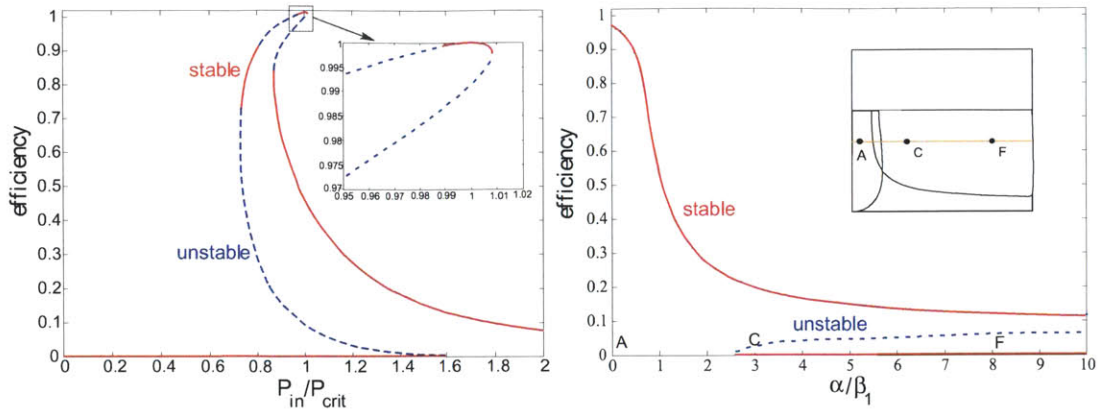 1
0.9
0.8
0.7
0.6
0.5
0.4
0.3
0.2
0.1
0
efficiency
stable
unstable
1
0.995
0.99
0.985
0.98
0.975
0.97
0.95 0.96 0.97 0.98 0.99 1 1.01 1.02
0 0.2 0.4 0.6 0.8 1.0 1.2 1.4 1.6 1.8 2
P_in/P_crit
1
0.9
0.8
0.7
0.6
0.5
0.4
0.3
0.2
0.1
0
efficiency
A C F
stable
unstable
A C F
0 1 2 3 4 5 6 7 8 9 10
α/β₁